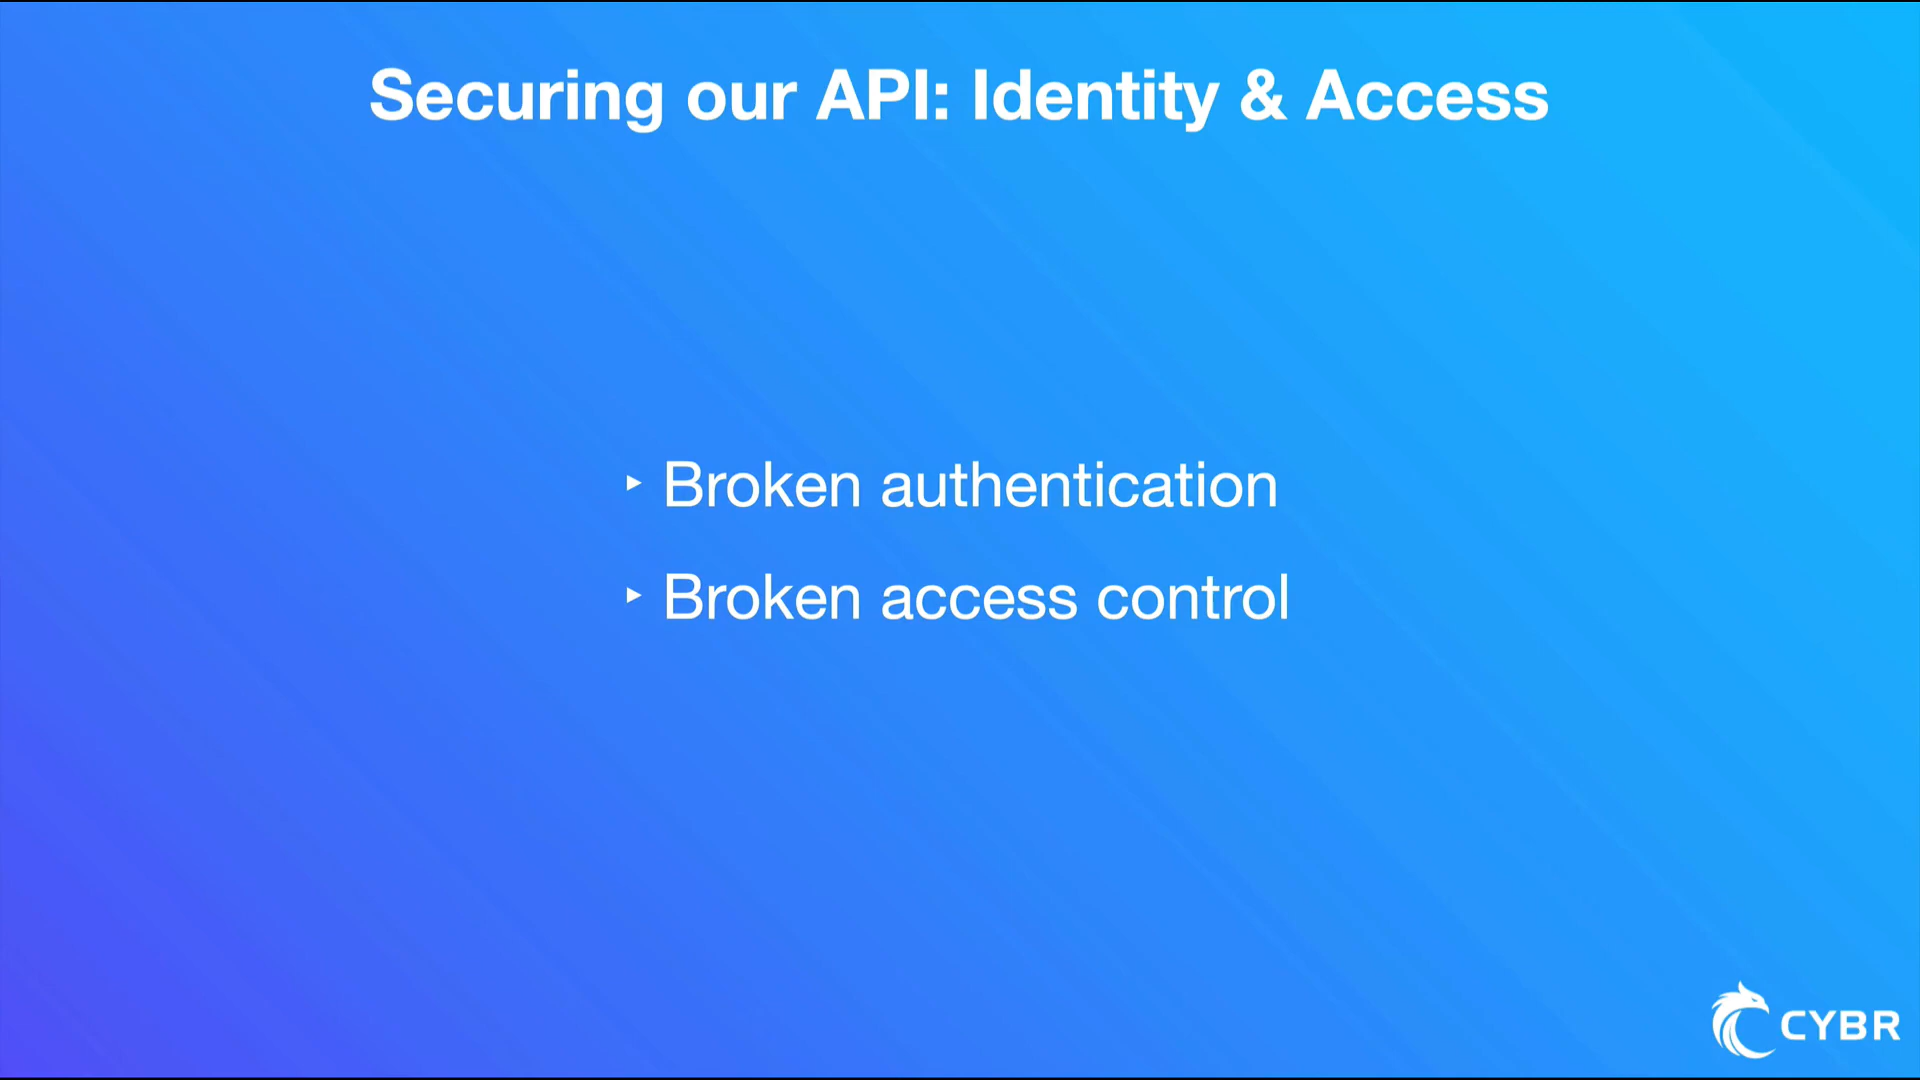 Securing our API: Identity & Access
‣ Broken authentication
‣ Broken access control
CYBR